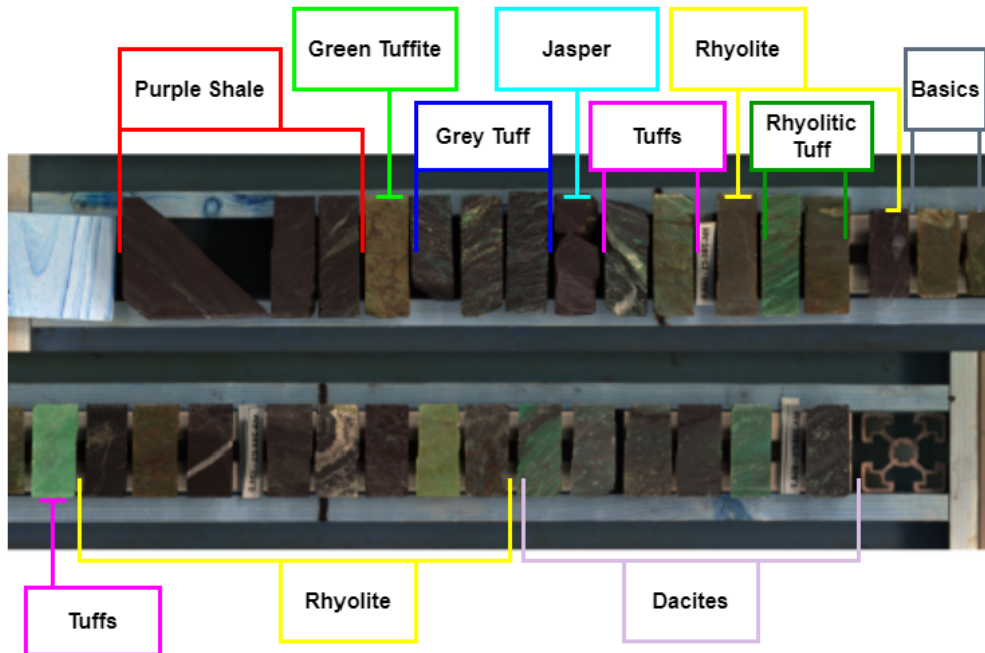 Green Tuffite
Jasper
Rhyolite
Purple Shale
Basics
Grey Tuff
Tuffs
Rhyolitic
Tuff
Tuffs
Rhyolite
Dacites